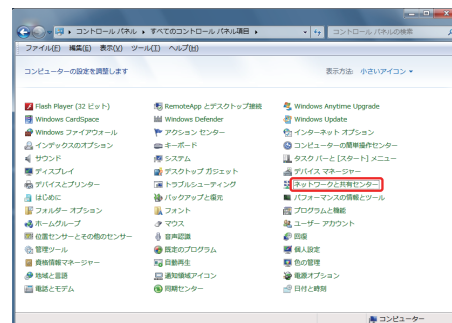 コントロール パネル ▸ すべてのコントロール パネル項目 ▸ コントロール パネルの検索
ファイル(F) 編集(E) 表示(V) ツール(T) ヘルプ(H)
コンピューターの設定を変更します 表示方法: 小さいアイコン
Flash Player (32 ビット) RemoteApp とデスクトップ接続 Windows Anytime Upgrade
Windows CardSpace Windows Defender Windows Update
Windows ファイアウォール アクション センター インターネット オプション
インデックスのオプション キーボード コンピューターの簡単操作センター
サウンド システム タスク バーと [スタート] メニュー
ディスプレイ デスクトップ ガジェット デバイス マネージャー
デバイスとプリンター トラブルシューティング ネットワークと共有センター
はじめに バックアップと復元 パフォーマンスの情報とツール
フォルダー オプション フォント プログラムと機能
ホームグループ マウス ユーザー アカウント
位置センサーとその他のセンサー 音声認識 回復
管理ツール 既定のプログラム 個人設定
資格情報マネージャー 自動再生 色の管理
地域と言語 通知領域アイコン 電源オプション
電話とモデム 同期センター 日付と時刻
コンピューター